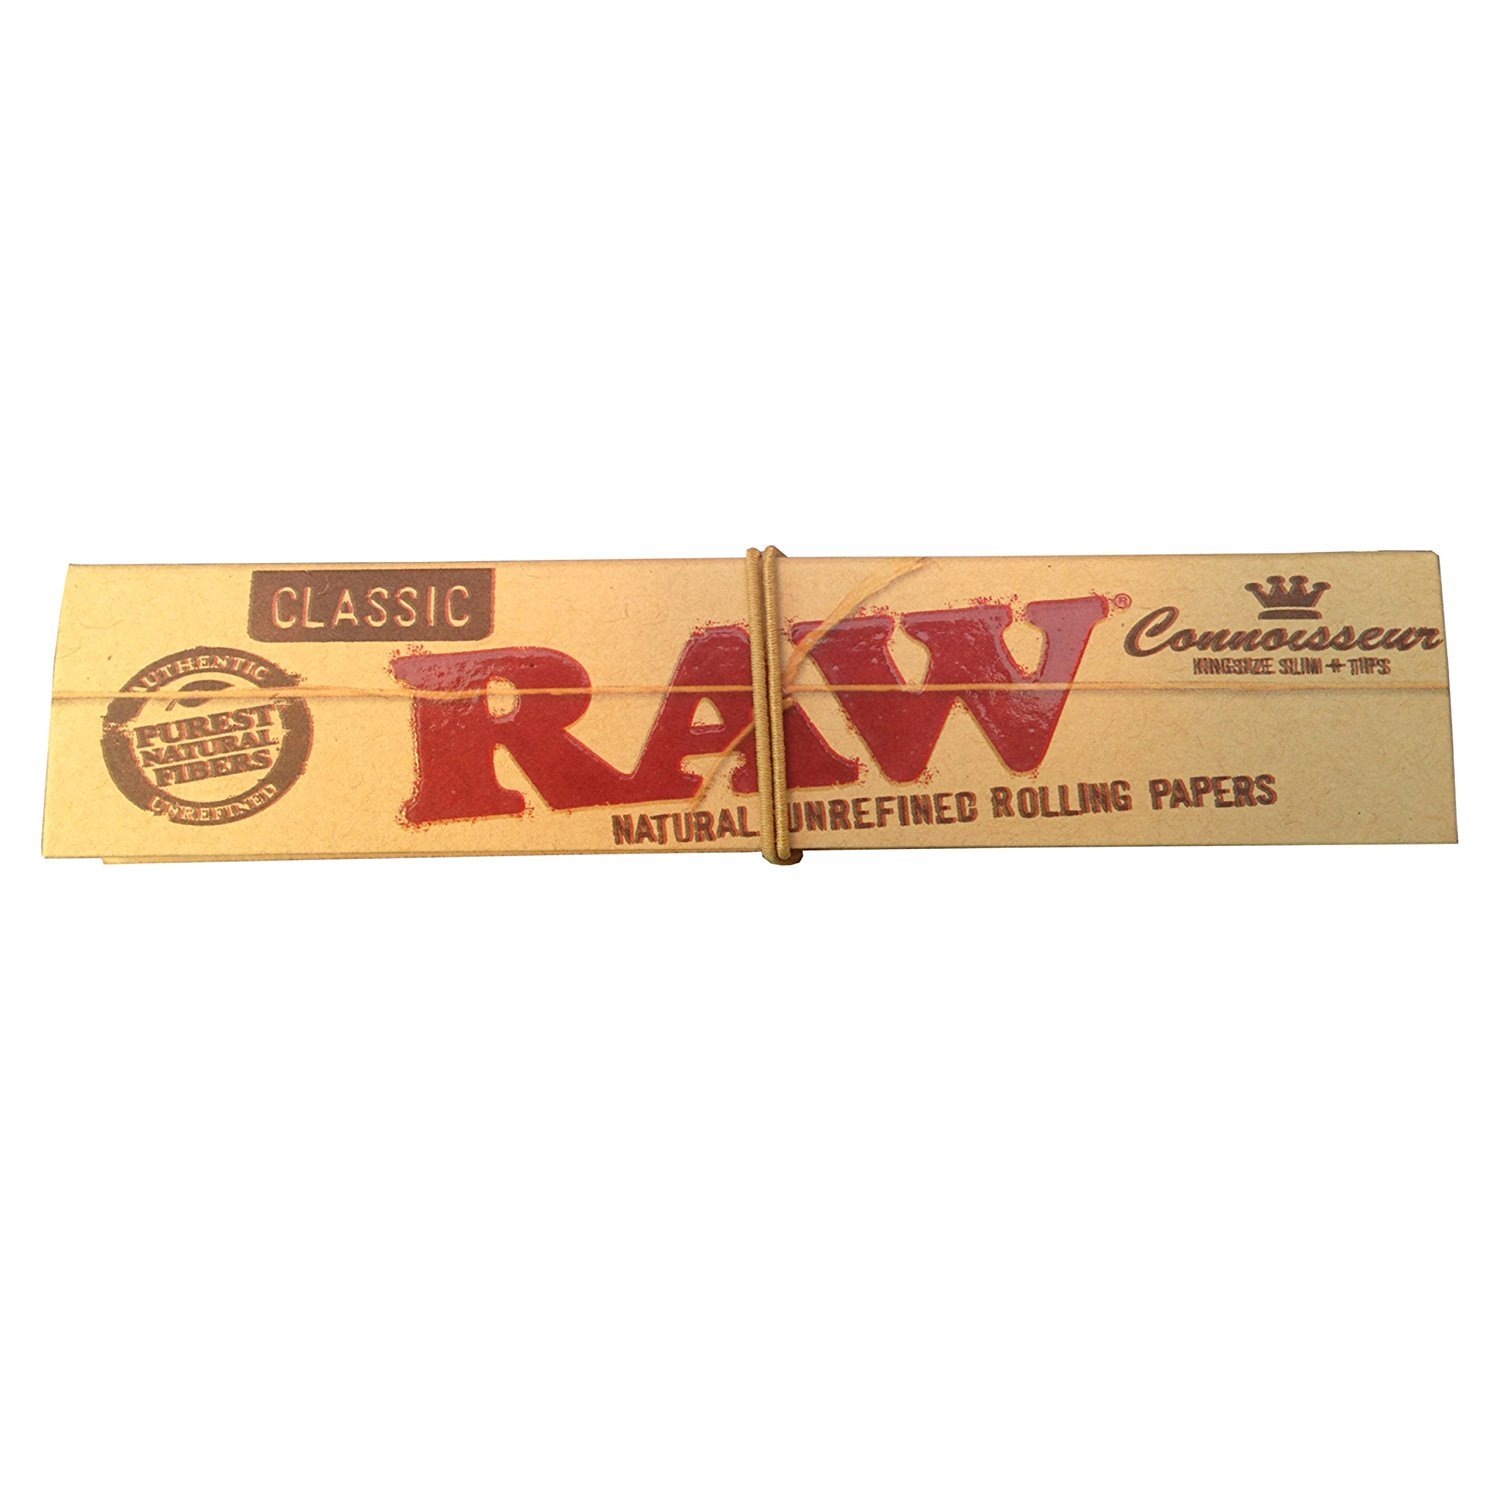 CLASSIC
AUTHENTIC
PUREST
NATURAL
FIBERS
UNREFINED
RAW®
NATURAL UNREFINED ROLLING PAPERS
Connoisseur
KINGSIZE SLIM + TIPS